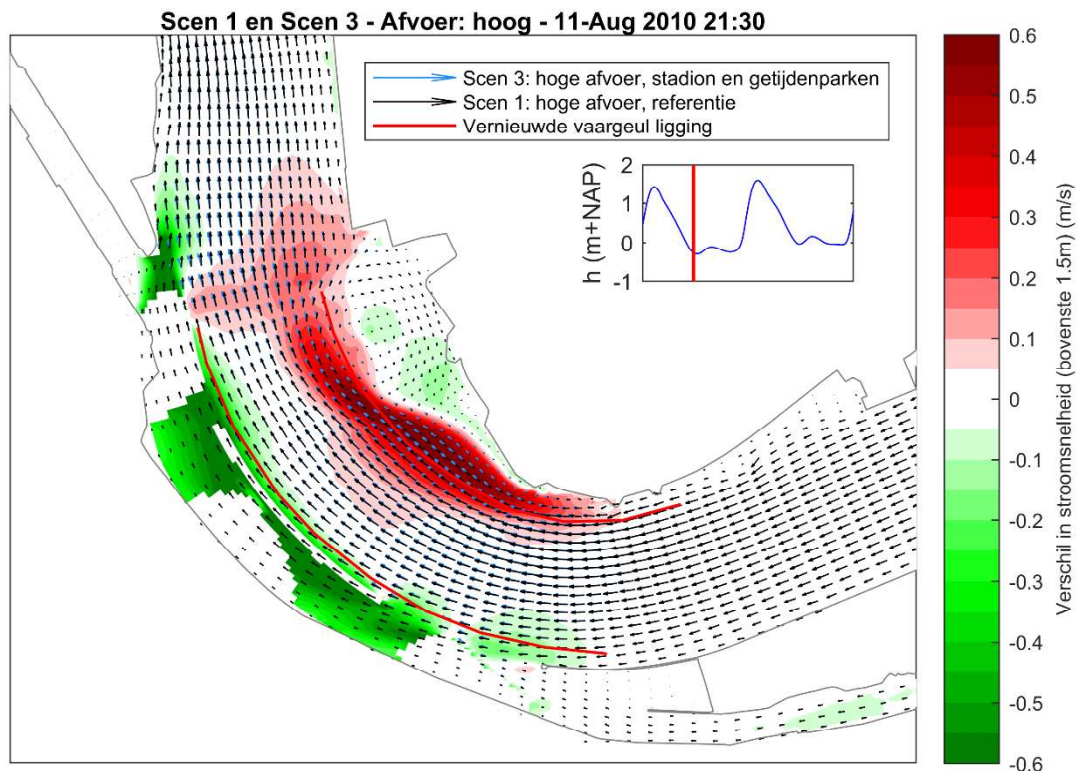 Scen 1 en Scen 3 - Afvoer: hoog - 11-Aug 2010 21:30
Scen 3: hoge afvoer, stadion en getijdenparken
Scen 1: hoge afvoer, referentie
Vernieuwde vaargeul ligging
h (m+NAP)
2
1
0
-1
0.6
0.5
0.4
0.3
0.2
0.1
0
-0.1
-0.2
-0.3
-0.4
-0.5
-0.6
Verschil in stroomsnelheid (bovenste 1.5m) (m/s)